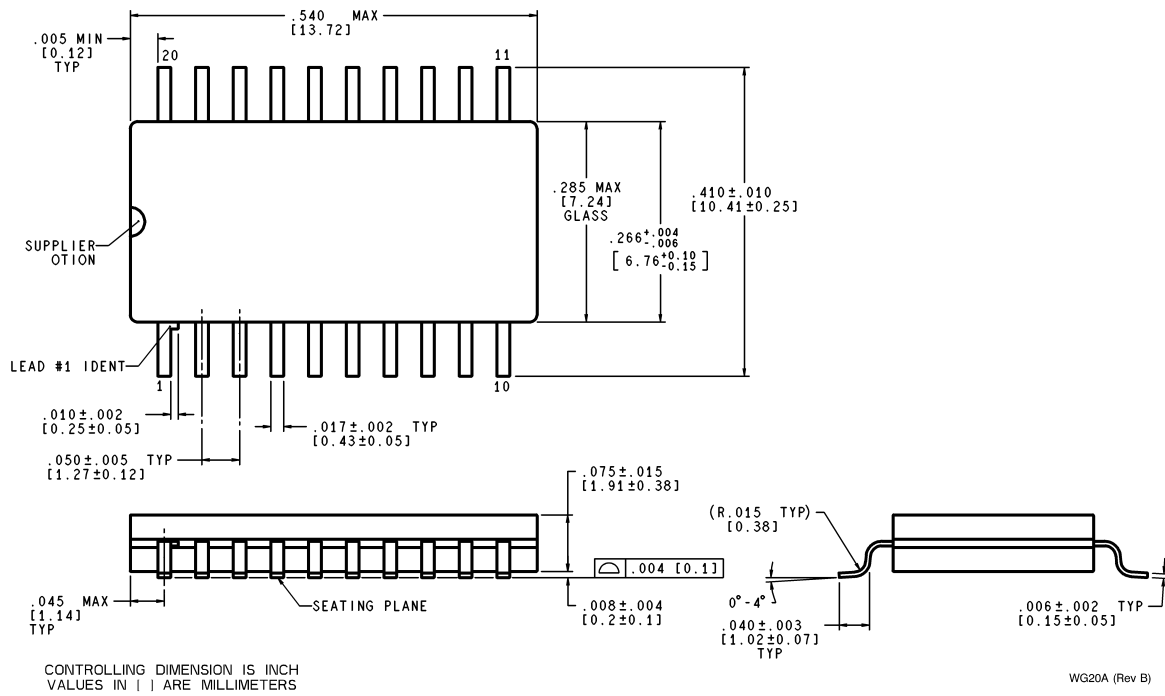 .540 MAX
[13.72]
.005 MIN
[0.12]
TYP
20
11
.285 MAX
[7.24]
GLASS
.410±.010
[10.41±0.25]
.266+.004
-.006
[6.76+0.10
-0.15]
SUPPLIER
OTION
LEAD #1 IDENT
1
10
.010±.002
[0.25±0.05]
.017±.002 TYP
[0.43±0.05]
.050±.005 TYP
[1.27±0.12]
.075±.015
[1.91±0.38]
(R.015 TYP)
[0.38]
.004 [0.1]
.045 MAX
[1.14]
TYP
SEATING PLANE
.008±.004
[0.2±0.1]
0°-4°
.040±.003
[1.02±0.07]
TYP
.006±.002 TYP
[0.15±0.05]
CONTROLLING DIMENSION IS INCH
VALUES IN [ ] ARE MILLIMETERS
WG20A (Rev B)